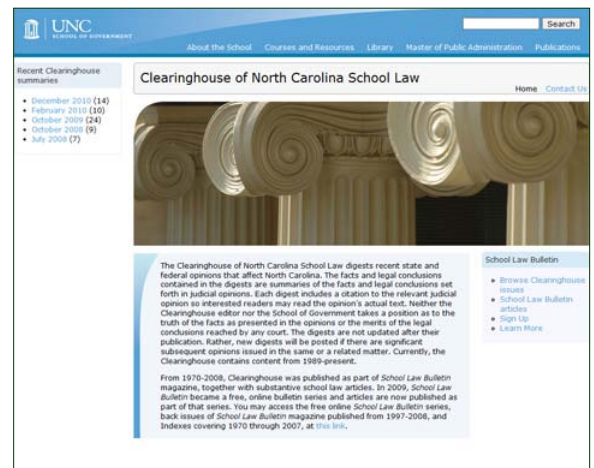 UNC
SCHOOL OF GOVERNMENT
Search
About the School Courses and Resources Library Master of Public Administration Publications
Recent Clearinghouse
summaries
December 2010 (14)
February 2010 (10)
October 2009 (24)
October 2008 (9)
July 2008 (7)
Clearinghouse of North Carolina School Law
Home Contact Us
The Clearinghouse of North Carolina School Law digests recent state and
federal opinions that affect North Carolina. The facts and legal conclusions
contained in the digests are summaries of the facts and legal conclusions set
forth in judicial opinions. Each digest includes a citation to the relevant judicial
opinion so interested readers may read the opinion's actual text. Neither the
Clearinghouse editor nor the School of Government takes a position as to the
truth of the facts as presented in the opinions or the merits of the legal
conclusions reached by any court. The digests are not updated after their
publication. Rather, new digests will be posted if there are significant
subsequent opinions issued in the same or a related matter. Currently, the
Clearinghouse contains content from 1989-present.
From 1970-2008, Clearinghouse was published as part of School Law Bulletin
magazine, together with substantive school law articles. In 2009, School Law
Bulletin became a free, online bulletin series and articles are now published as
part of that series. You may access the free online School Law Bulletin series,
back issues of School Law Bulletin magazine published from 1997-2008, and
Indexes covering 1970 through 2007, at this link.
School Law Bulletin
Browse Clearinghouse
issues
School Law Bulletin
articles
Sign Up
Learn More